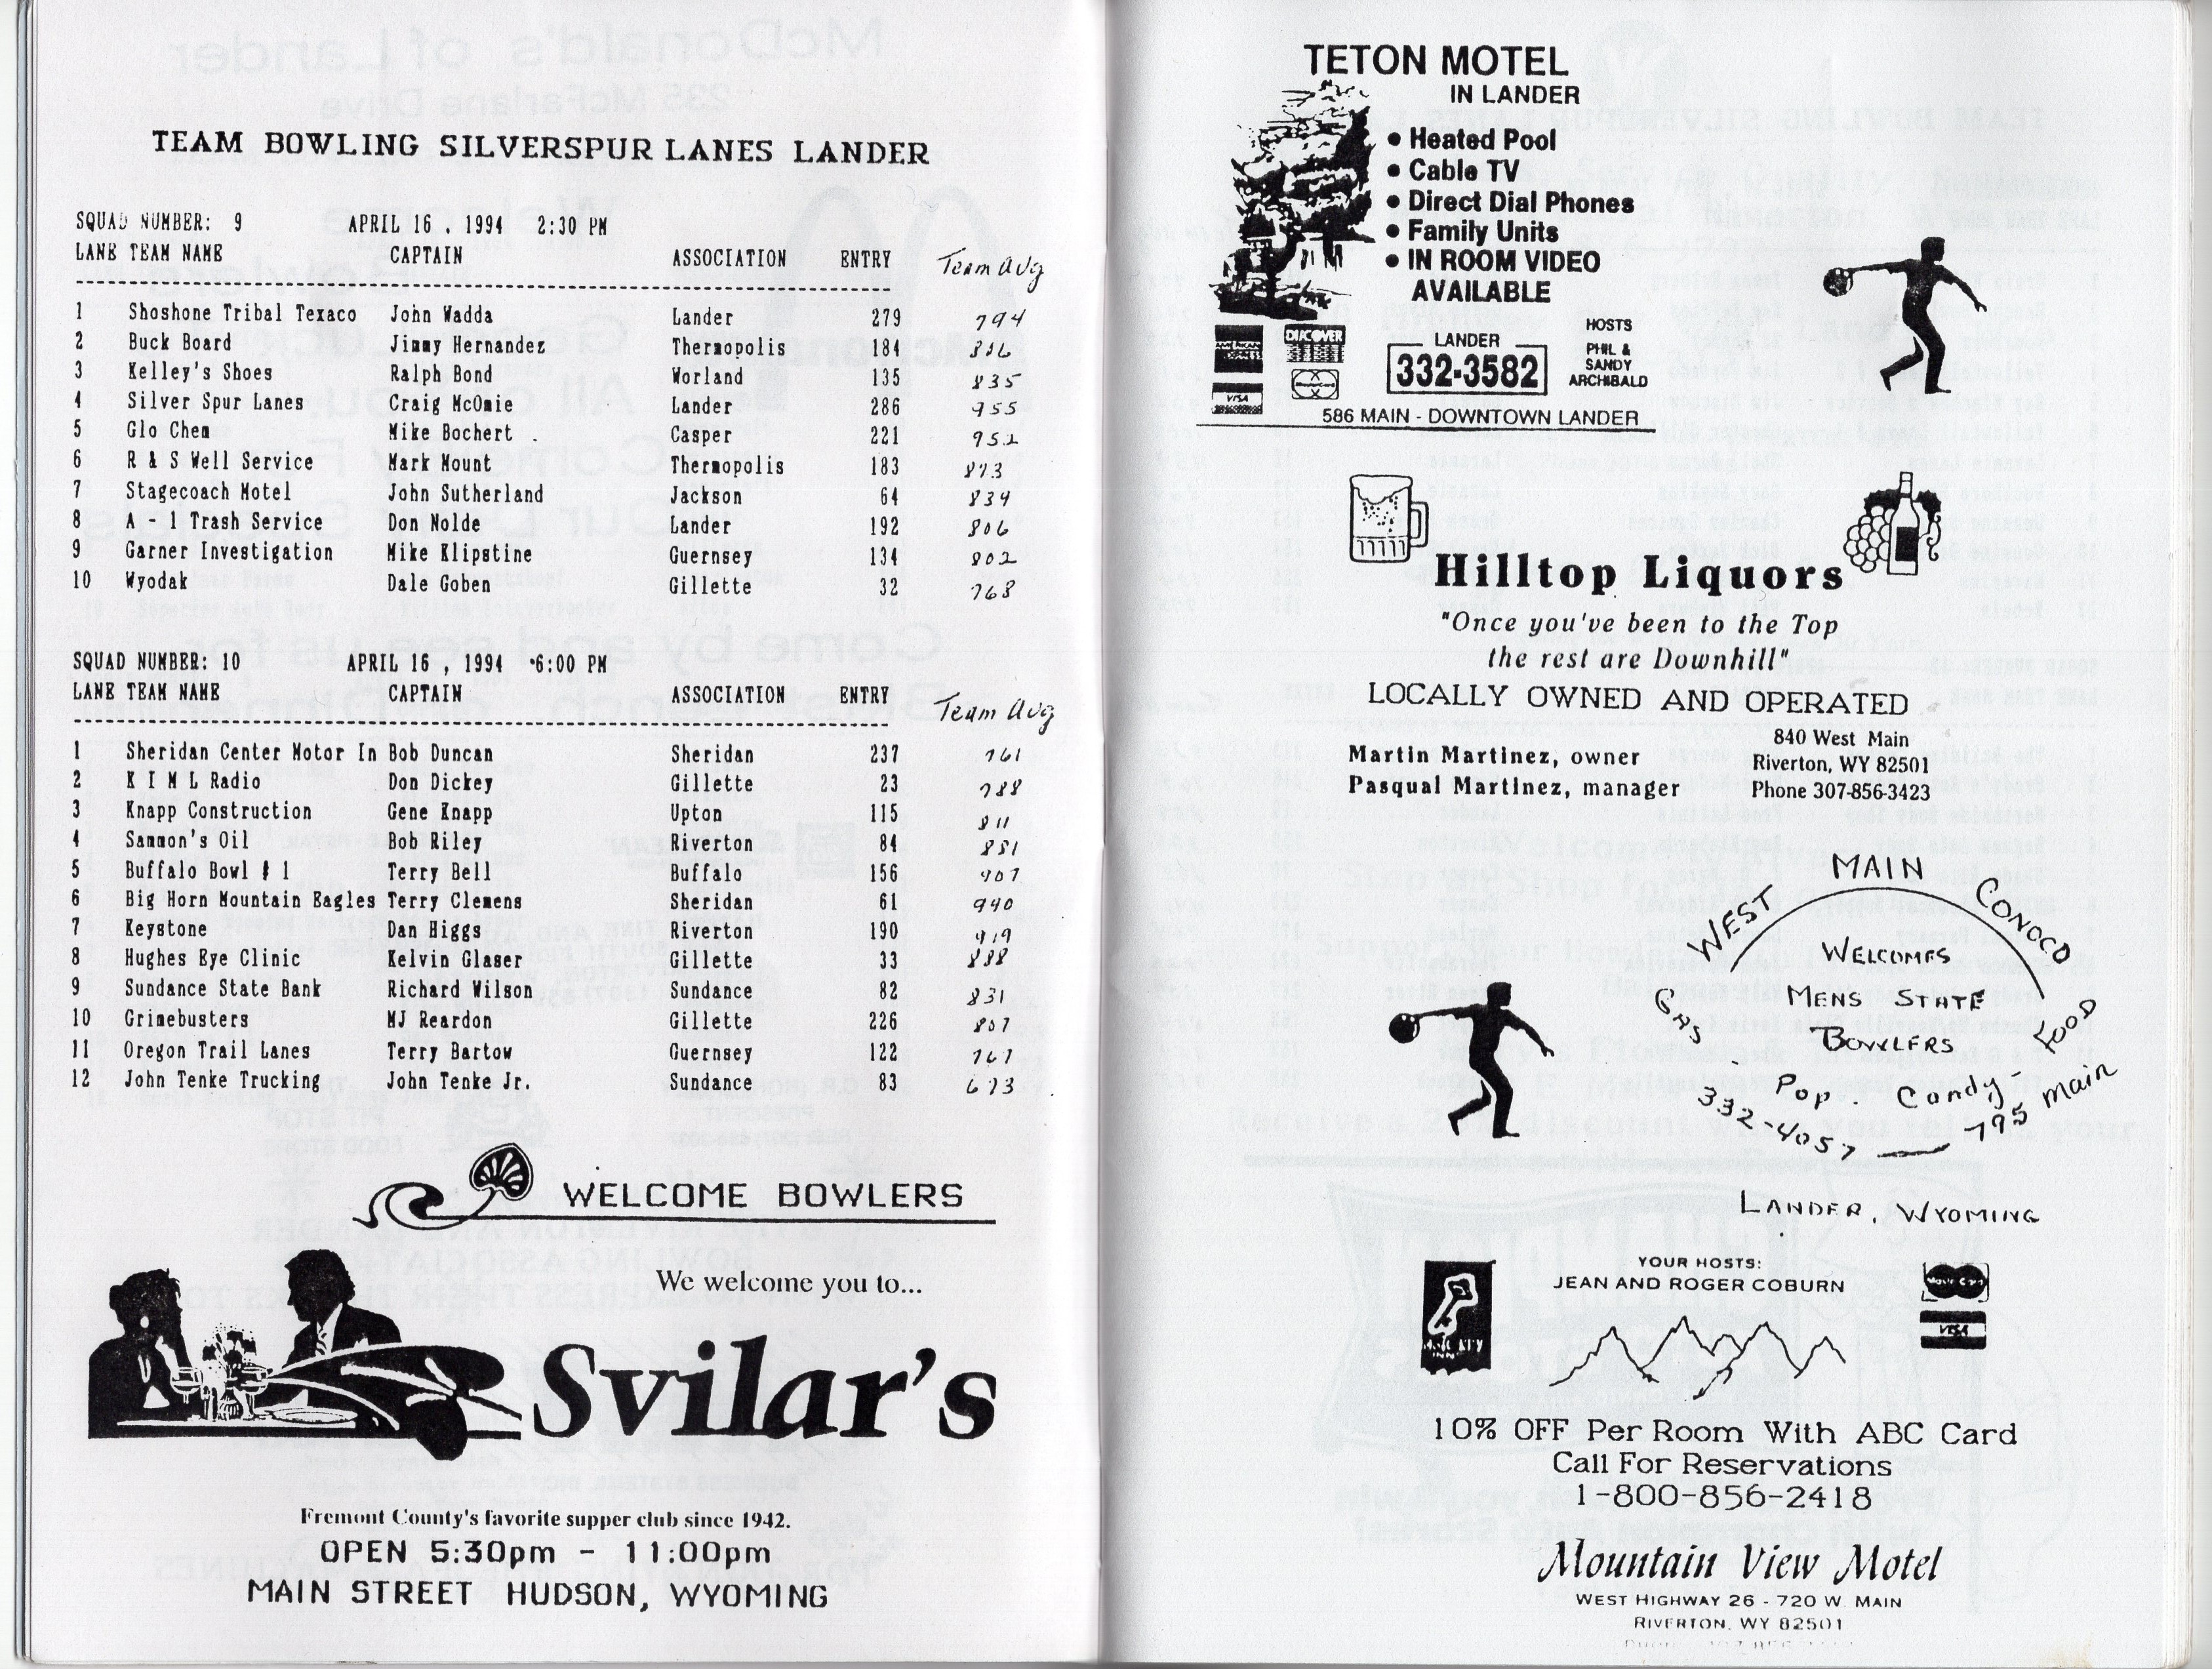 TEAM BOWLING SILVERSPUR LANES LANDER
SQUAD NUMBER: 9 APRIL 16 , 1994 2:30 PM
LANE TEAM NAME CAPTAIN ASSOCIATION ENTRY Team Avg
1 Shoshone Tribal Texaco John Wadda Lander 279 794
2 Buck Board Jimmy Hernandez Thermopolis 184
3 Kelley's Shoes Ralph Bond Worland 135 835
4 Silver Spur Lanes Craig McOmie Lander 286 955
5 Glo Chem Mike Bochert Casper 221 952
6 R & S Well Service Mark Mount Thermopolis 183 873
7 Stagecoach Motel John Sutherland Jackson 64 834
8 A - 1 Trash Service Don Nolde Lander 192 806
9 Garner Investigation Mike Klipstine Guernsey 134 802
10 Wyodak Dale Goben Gillette 32 768
SQUAD NUMBER: 10 APRIL 16 , 1994 6:00 PM
LANE TEAM NAME CAPTAIN ASSOCIATION ENTRY Team Avg
1 Sheridan Center Motor In Bob Duncan Sheridan 237 761
2 K I M L Radio Don Dickey Gillette 23 788
3 Knapp Construction Gene Knapp Upton 115 811
4 Sammon's Oil Bob Riley Riverton 84 881
5 Buffalo Bowl # 1 Terry Bell Buffalo 156 907
6 Big Horn Mountain Eagles Terry Clemens Sheridan 61 940
7 Keystone Dan Higgs Riverton 190 919
8 Hughes Eye Clinic Kelvin Glaser Gillette 33 888
9 Sundance State Bank Richard Wilson Sundance 82 831
10 Grimebusters MJ Reardon Gillette 226 807
11 Oregon Trail Lanes Terry Bartow Guernsey 122 767
12 John Tenke Trucking John Tenke Jr. Sundance 83 673
WELCOME BOWLERS
We welcome you to...
Svilar's
Fremont County's favorite supper club since 1942.
OPEN 5:30pm - 11:00pm
MAIN STREET HUDSON, WYOMING
TETON MOTEL
IN LANDER
• Heated Pool
• Cable TV
• Direct Dial Phones
• Family Units
• IN ROOM VIDEO
AVAILABLE
AMERICAN EXPRESS
DISCOVER
VISA
LANDER
332-3582
HOSTS
PHIL &
SANDY
ARCHIBALD
586 MAIN - DOWNTOWN LANDER
Hilltop Liquors
"Once you've been to the Top
the rest are Downhill"
LOCALLY OWNED AND OPERATED
Martin Martinez, owner
Pasqual Martinez, manager
840 West Main
Riverton, WY 82501
Phone 307-856-3423
WEST MAIN CONOCO
WELCOMES
MENS STATE
BOWLERS
GAS - Pop . Candy - FOOD
332-4057 — 795 Main
LANDER, WYOMING
YOUR HOSTS:
JEAN AND ROGER COBURN
MAGIC KEY
INNS
MasterCard
VISA
10% OFF Per Room With ABC Card
Call For Reservations
1-800-856-2418
Mountain View Motel
WEST HIGHWAY 26 - 720 W. MAIN
RIVERTON, WY 82501